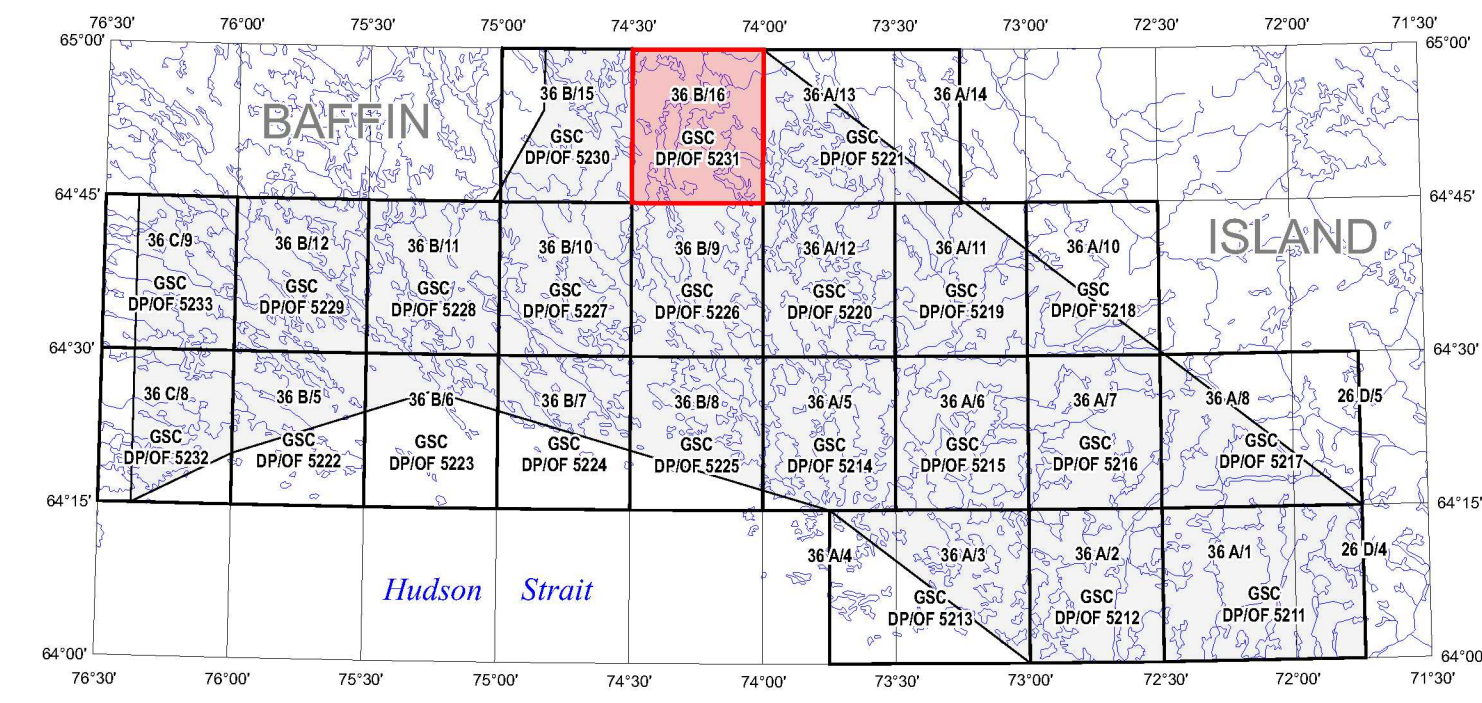 76°30' 76°00' 75°30' 75°00' 74°30' 74°00' 73°30' 73°00' 72°30' 72°00' 71°30'
65°00' 65°00'
36 B/15 36 B/16 36 A/13 36 A/14
BAFFIN
GSC GSC GSC
DP/OF 5230 DP/OF 5231 DP/OF 5221
64°45' 64°45'
ISLAND
36 C/9 36 B/12 36 B/11 36 B/10 36 B/9 36 A/12 36 A/11 36 A/10
GSC GSC GSC GSC GSC GSC GSC GSC
DP/OF 5233 DP/OF 5229 DP/OF 5228 DP/OF 5227 DP/OF 5226 DP/OF 5220 DP/OF 5219 DP/OF 5218
64°30' 64°30'
36 C/8 36 B/5 36 B/6 36 B/7 36 B/8 36 A/5 36 A/6 36 A/7 36 A/8 26 D/5
GSC GSC GSC GSC GSC GSC GSC GSC GSC
DP/OF 5232 DP/OF 5222 DP/OF 5223 DP/OF 5224 DP/OF 5225 DP/OF 5214 DP/OF 5215 DP/OF 5216 DP/OF 5217
64°15' 64°15'
36 A/4 36 A/3 36 A/2 36 A/1 26 D/4
Hudson Strait
GSC GSC GSC
DP/OF 5213 DP/OF 5212 DP/OF 5211
64°00' 64°00'
76°30' 76°00' 75°30' 75°00' 74°30' 74°00' 73°30' 73°00' 72°30' 72°00' 71°30'